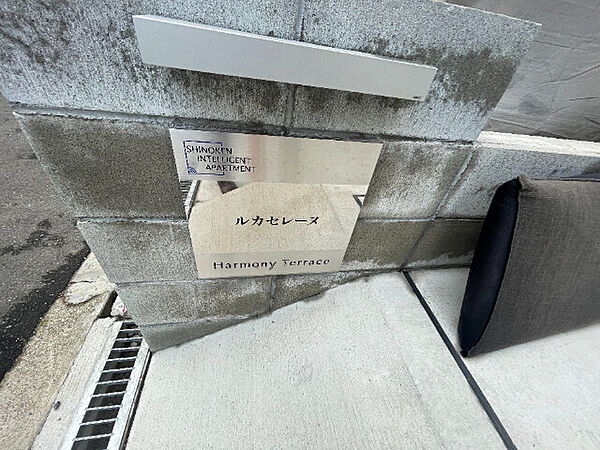 SHINOKEN
INTELLIGENT
APARTMENT
ルカセレーヌ
Harmony Terrace